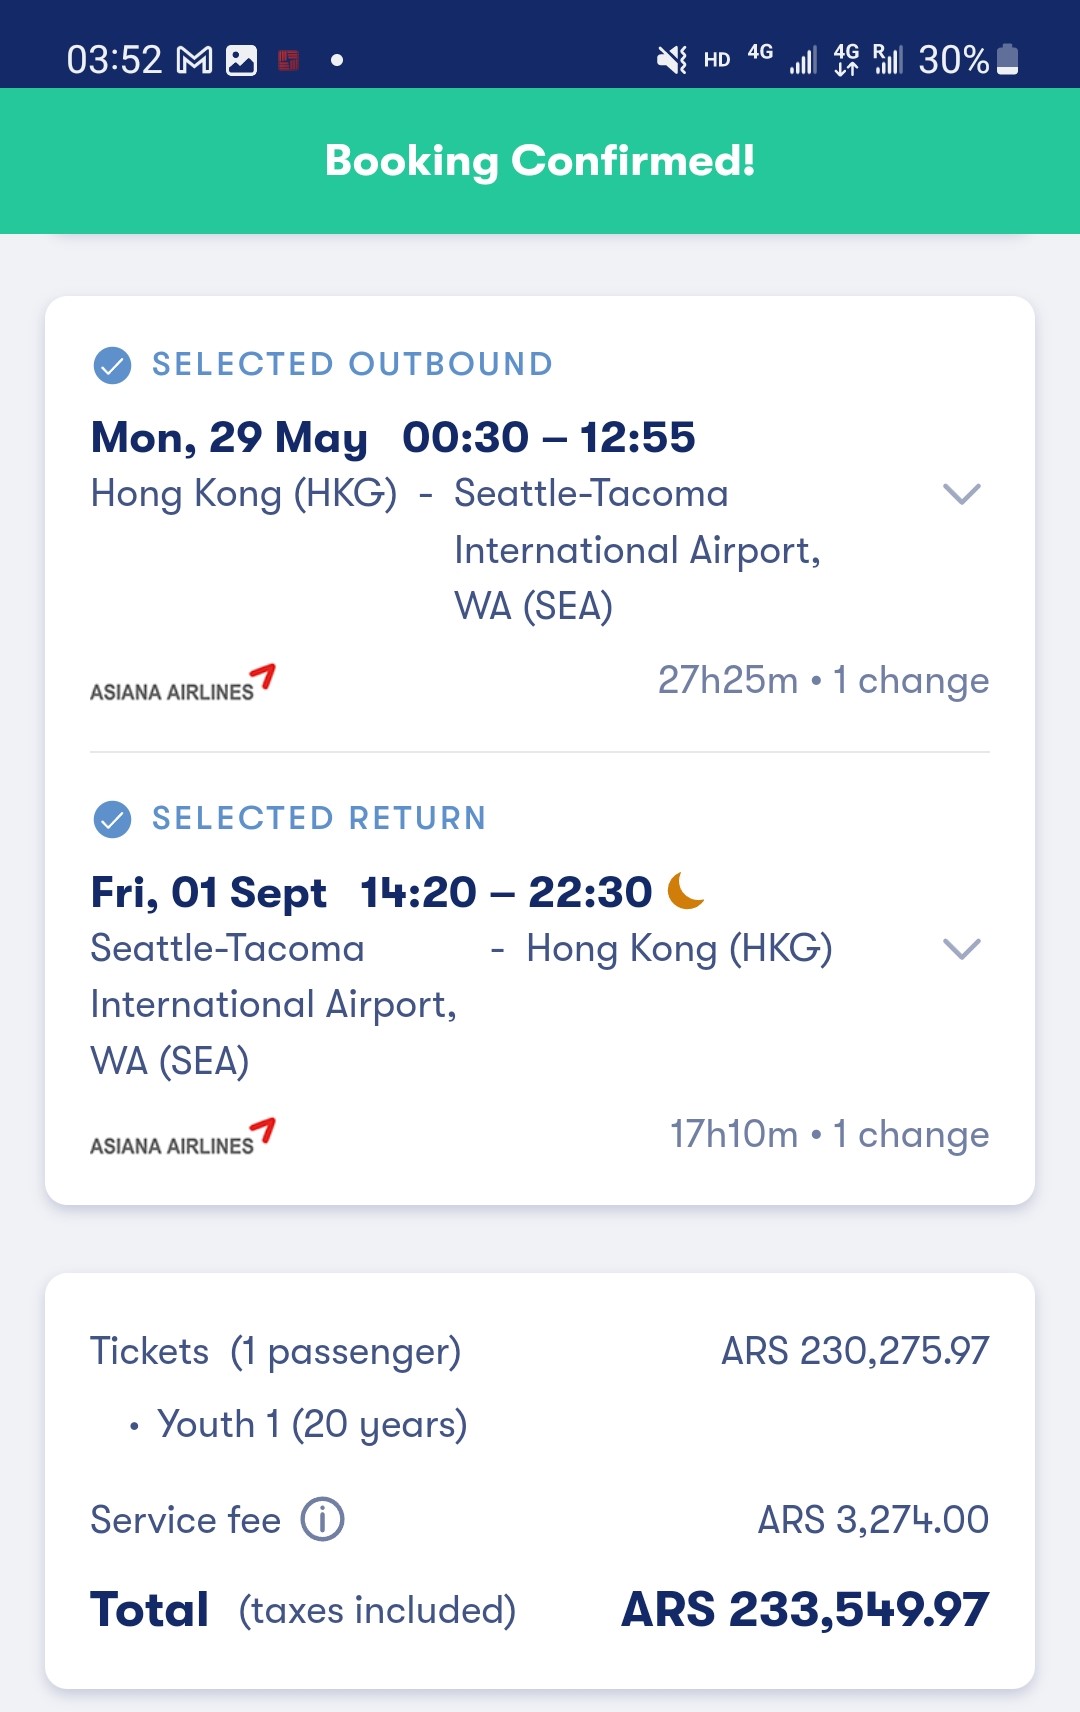 03:52 HD 4G 4G R 30%
Booking Confirmed!
SELECTED OUTBOUND
Mon, 29 May 00:30 – 12:55
Hong Kong (HKG) - Seattle-Tacoma
International Airport,
WA (SEA)
ASIANA AIRLINES 27h25m • 1 change
SELECTED RETURN
Fri, 01 Sept 14:20 – 22:30
Seattle-Tacoma - Hong Kong (HKG)
International Airport,
WA (SEA)
ASIANA AIRLINES 17h10m • 1 change
Tickets (1 passenger) ARS 230,275.97
• Youth 1 (20 years)
Service fee ARS 3,274.00
Total (taxes included) ARS 233,549.97